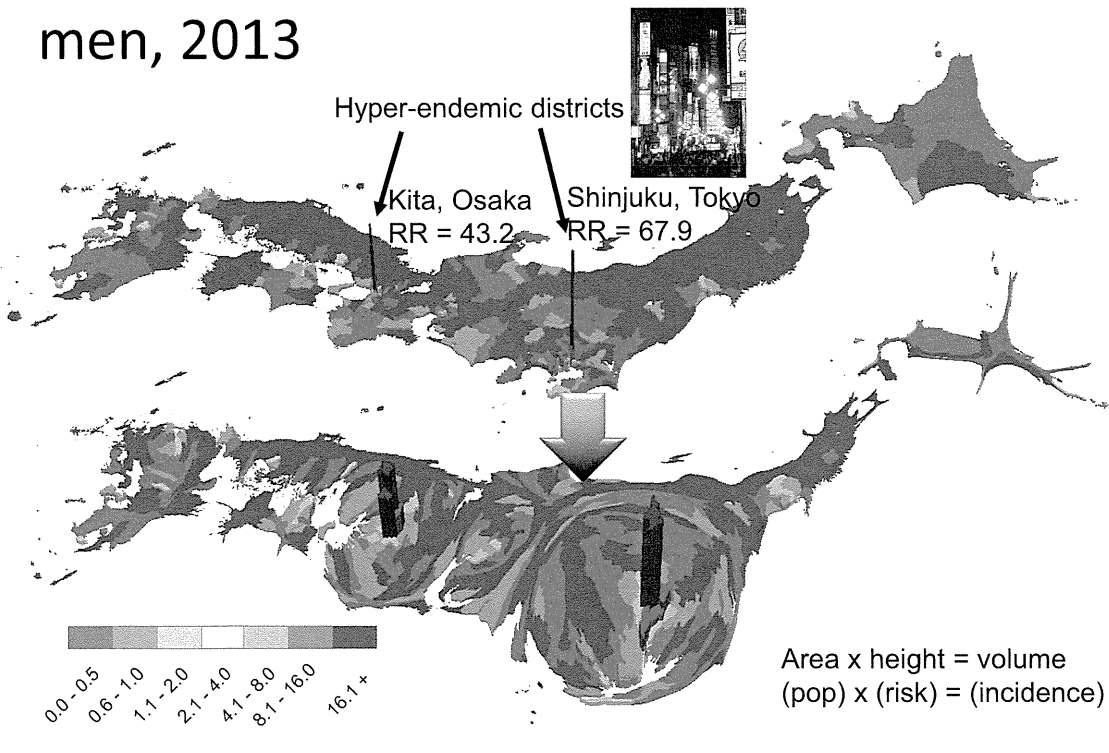 men, 2013
Hyper-endemic districts
Kita, Osaka
RR = 43.2
Shinjuku, Tokyo
RR = 67.9
0.0 - 0.5
0.6 - 1.0
1.1 - 2.0
2.1 - 4.0
4.1 - 8.0
8.1 - 16.0
16.1 +
Area x height = volume
(pop) x (risk) = (incidence)